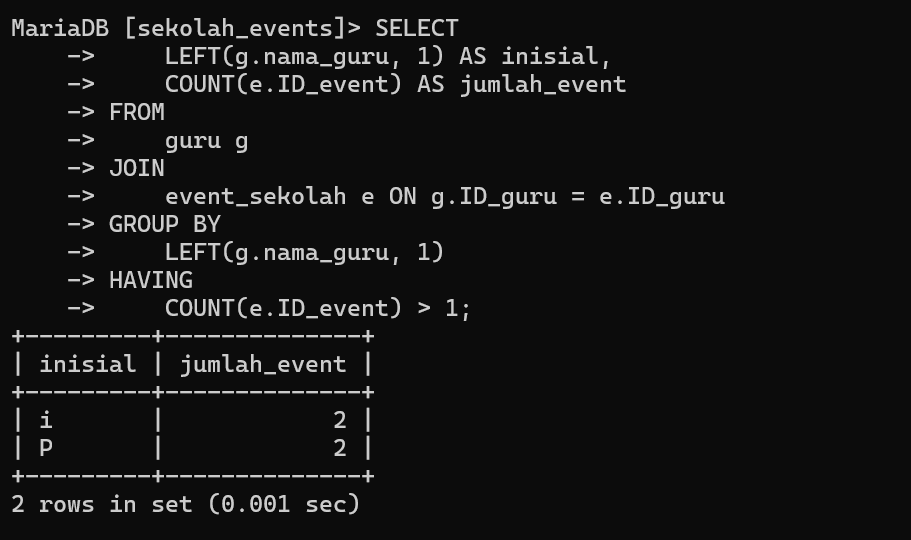 MariaDB [sekolah_events]> SELECT
    ->     LEFT(g.nama_guru, 1) AS inisial,
    ->     COUNT(e.ID_event) AS jumlah_event
    -> FROM
    ->     guru g
    -> JOIN
    ->     event_sekolah e ON g.ID_guru = e.ID_guru
    -> GROUP BY
    ->     LEFT(g.nama_guru, 1)
    -> HAVING
    ->     COUNT(e.ID_event) > 1;
+---------+--------------+
| inisial | jumlah_event |
+---------+--------------+
| i       |            2 |
| P       |            2 |
+---------+--------------+
2 rows in set (0.001 sec)